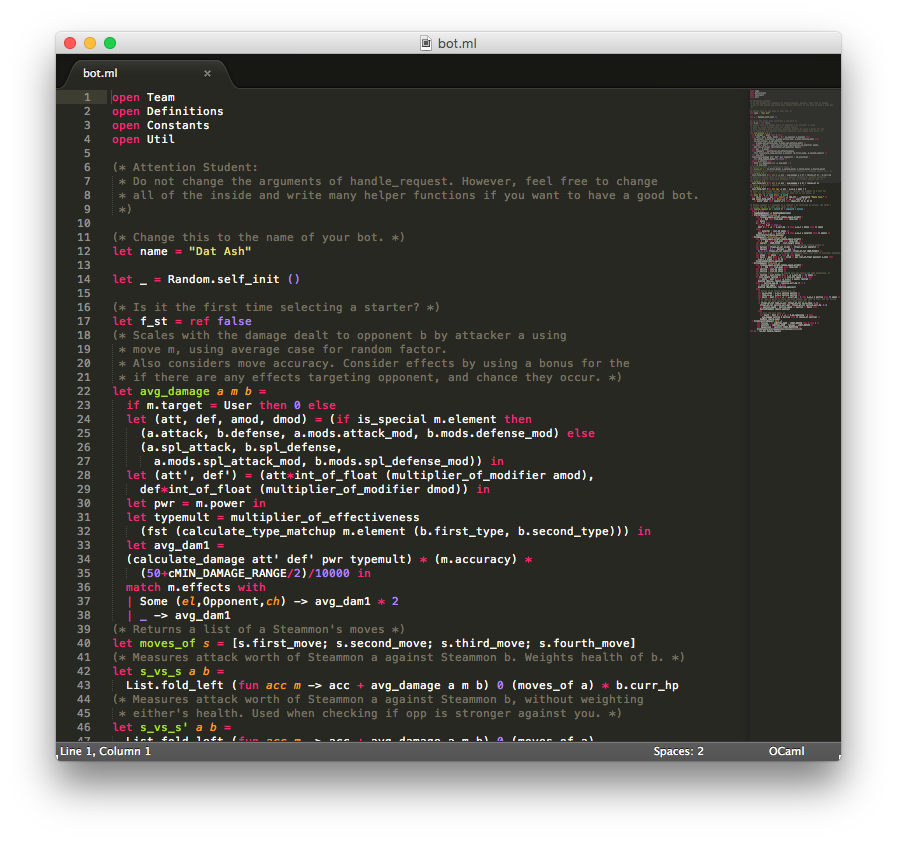 bot.ml
bot.ml ×
1 open Team
2 open Definitions
3 open Constants
4 open Util
5
6 (* Attention Student:
7 * Do not change the arguments of handle_request. However, feel free to change
8 * all of the inside and write many helper functions if you want to have a good bot.
9 *)
10
11 (* Change this to the name of your bot. *)
12 let name = "Dat Ash"
13
14 let _ = Random.self_init ()
15
16 (* Is it the first time selecting a starter? *)
17 let f_st = ref false
18 (* Scales with the damage dealt to opponent b by attacker a using
19 * move m, using average case for random factor.
20 * Also considers move accuracy. Consider effects by using a bonus for the
21 * if there are any effects targeting opponent, and chance they occur. *)
22 let avg_damage a m b =
23 if m.target = User then 0 else
24 let (att, def, amod, dmod) = (if is_special m.element then
25 (a.attack, b.defense, a.mods.attack_mod, b.mods.defense_mod) else
26 (a.spl_attack, b.spl_defense,
27 a.mods.spl_attack_mod, b.mods.spl_defense_mod)) in
28 let (att', def') = (att*int_of_float (multiplier_of_modifier amod),
29 def*int_of_float (multiplier_of_modifier dmod)) in
30 let pwr = m.power in
31 let typemult = multiplier_of_effectiveness
32 (fst (calculate_type_matchup m.element (b.first_type, b.second_type))) in
33 let avg_dam1 =
34 (calculate_damage att' def' pwr typemult) * (m.accuracy) *
35 (50+cMIN_DAMAGE_RANGE/2)/10000 in
36 match m.effects with
37 | Some (el,Opponent,ch) -> avg_dam1 * 2
38 | _ -> avg_dam1
39 (* Returns a list of a Steammon's moves *)
40 let moves_of s = [s.first_move; s.second_move; s.third_move; s.fourth_move]
41 (* Measures attack worth of Steammon a against Steammon b. Weights health of b. *)
42 let s_vs_s a b =
43 List.fold_left (fun acc m -> acc + avg_damage a m b) 0 (moves_of a) * b.curr_hp
44 (* Measures attack worth of Steammon a against Steammon b, without weighting
45 * either's health. Used when checking if opp is stronger against you. *)
46 let s_vs_s' a b =
47 List.fold_left (fun acc m -> acc + avg_damage a m b) 0 (moves_of a)
Line 1, Column 1 Spaces: 2 OCaml